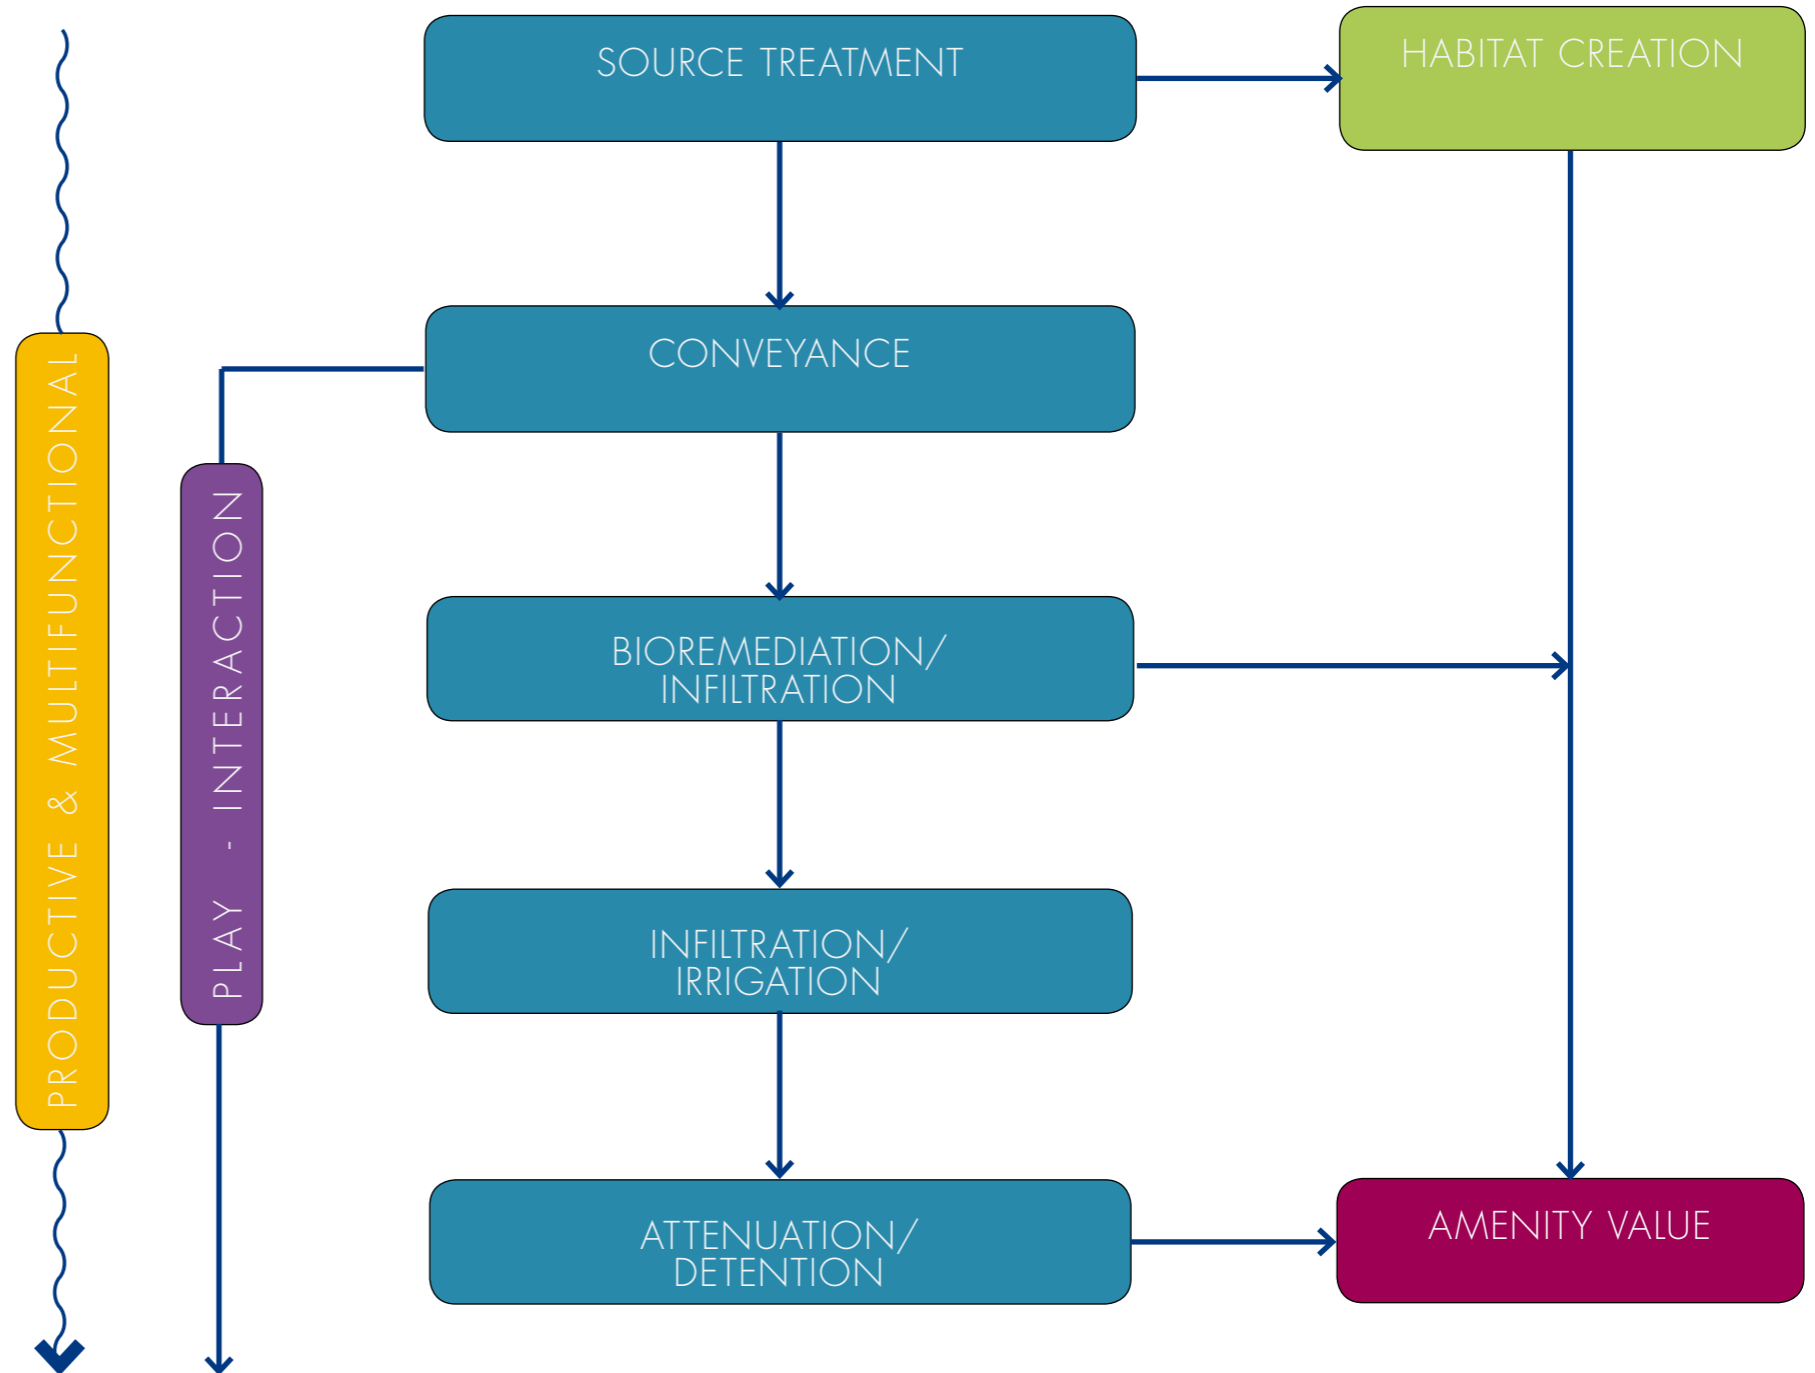 SOURCE TREATMENT
HABITAT CREATION
CONVEYANCE
PRODUCTIVE & MULTIFUNCTIONAL
PLAY - INTERACTION
BIOREMEDIATION/
INFILTRATION
INFILTRATION/
IRRIGATION
ATTENUATION/
DETENTION
AMENITY VALUE